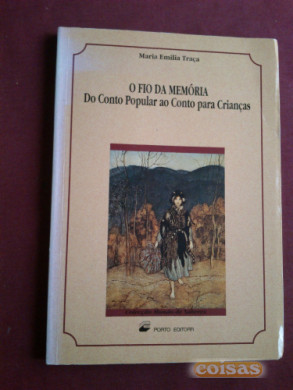 Maria Emília Traça
O FIO DA MEMÓRIA
Do Conto Popular ao Conto para Crianças
PORTO EDITORA
coisas